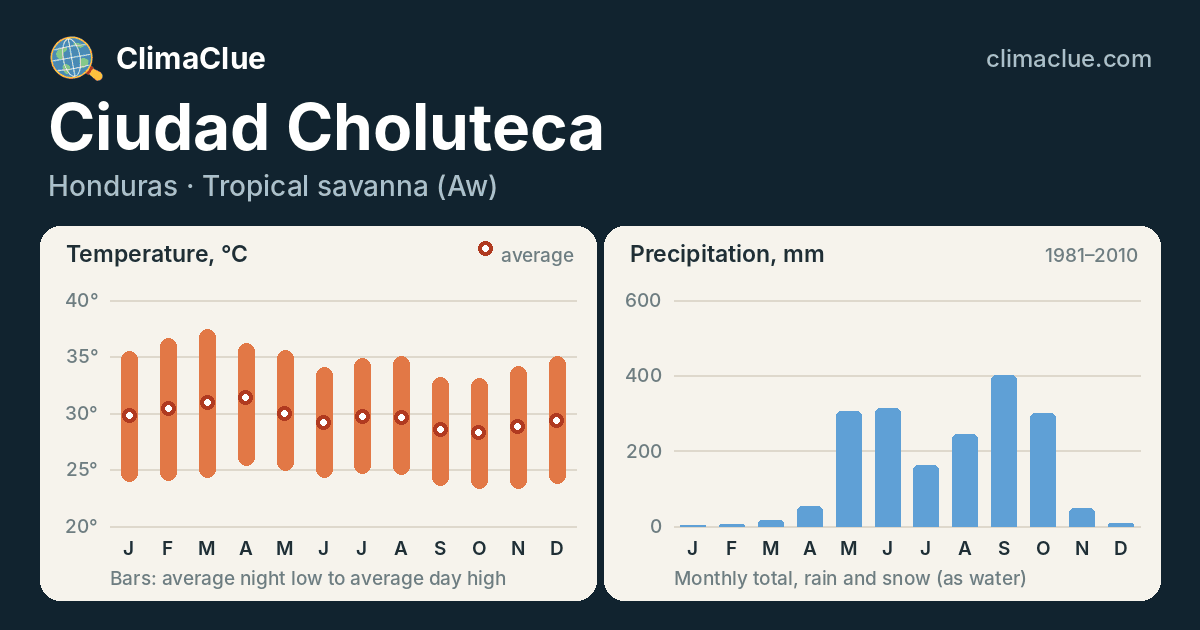 ClimaClue
climaclue.com
Ciudad Choluteca
Honduras · Tropical savanna (Aw)
Temperature, °C
average
40°
35°
30°
25°
20°
J F M A M J J A S O N D
Bars: average night low to average day high
Precipitation, mm
1981–2010
600
400
200
0
J F M A M J J A S O N D
Monthly total, rain and snow (as water)